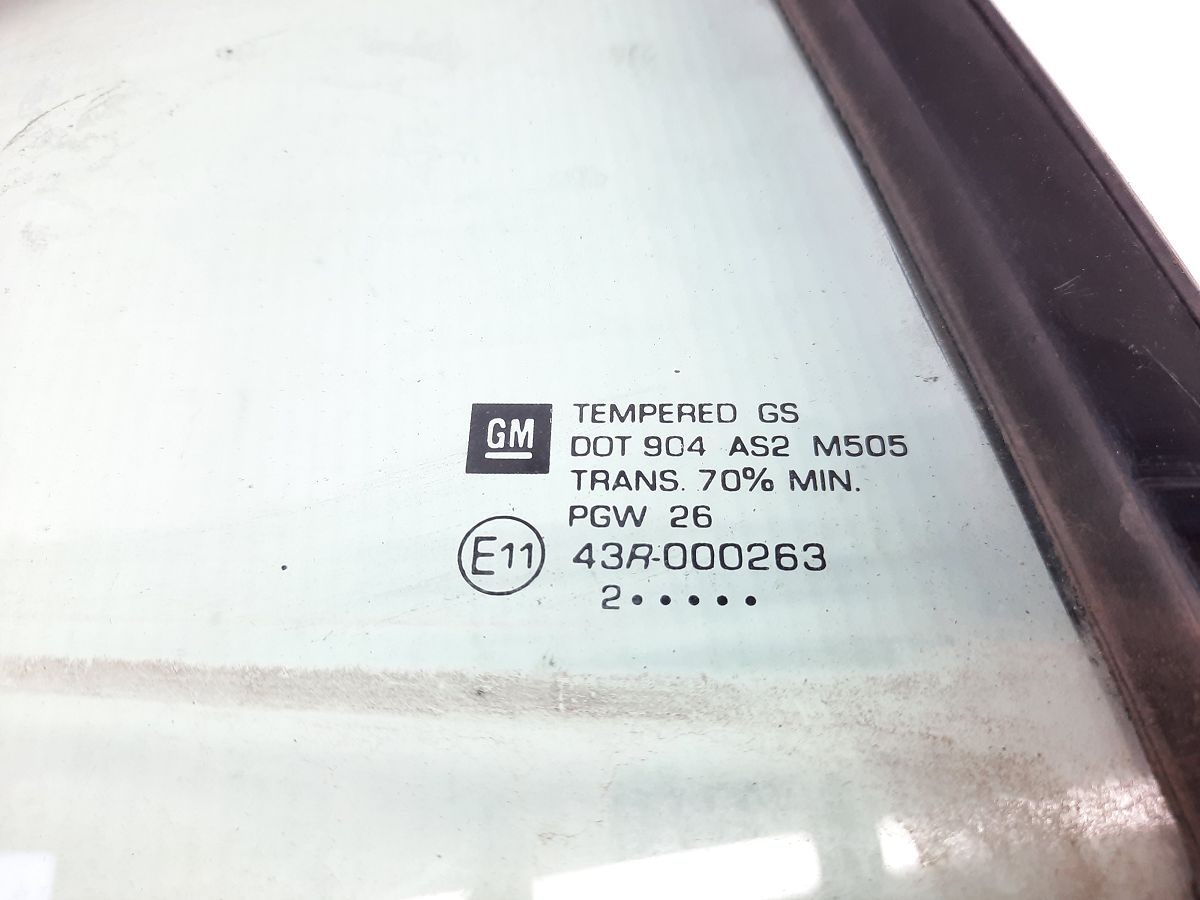 GM
TEMPERED GS
DOT 904 AS2 M505
TRANS. 70% MIN.
PGW 26
E11 43R-000263
2•••••